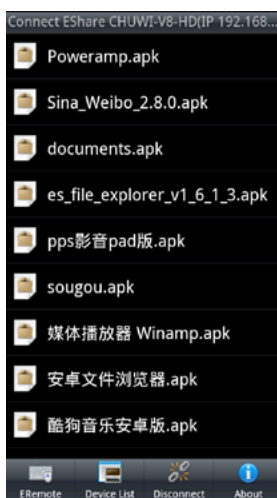 Connect EShare CHUWI-V8-HD(IP 192.168...
Poweramp.apk
Sina_Weibo_2.8.0.apk
documents.apk
es_file_explorer_v1_6_1_3.apk
pps影音pad版.apk
sougou.apk
媒体播放器 Winamp.apk
安卓文件浏览器.apk
酷狗音乐安卓版.apk
ERemote Device List Disconnect About